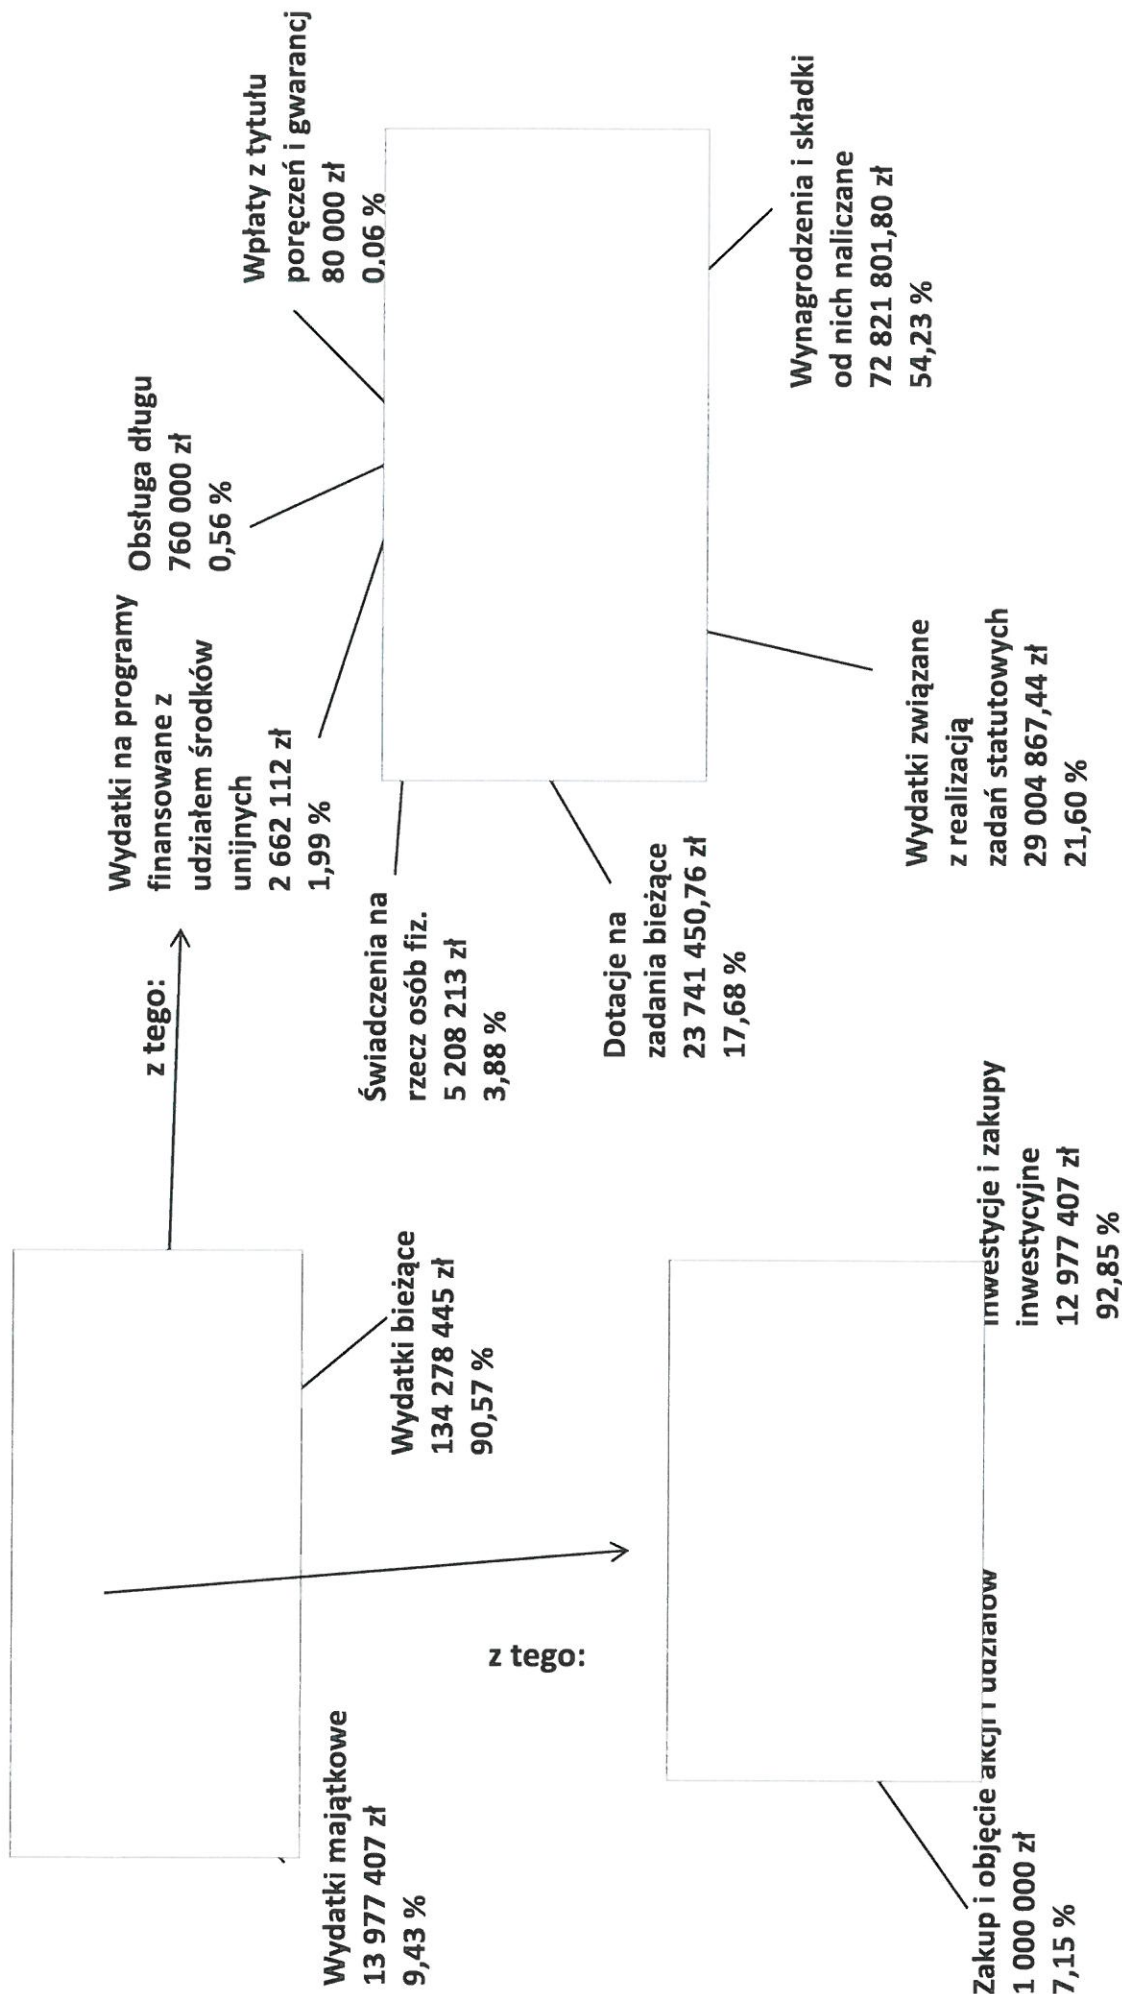 Wydatki majątkowe
13 977 407 zł
9,43 %
Wydatki bieżące
134 278 445 zł
90,57 %
z tego:
Wydatki na programy
finansowane z
udziałem środków
unijnych
2 662 112 zł
1,99 %
Obsługa długu
760 000 zł
0,56 %
Wpłaty z tytułu
poręczeń i gwarancj
80 000 zł
0,06 %
Świadczenia na
rzecz osób fiz.
5 208 213 zł
3,88 %
Dotacje na
zadania bieżące
23 741 450,76 zł
17,68 %
Wydatki związane
z realizacją
zadań statutowych
29 004 867,44 zł
21,60 %
Wynagrodzenia i składki
od nich naliczane
72 821 801,80 zł
54,23 %
z tego:
Zakup i objęcie akcji i udziałów
1 000 000 zł
7,15 %
Inwestycje i zakupy
inwestycyjne
12 977 407 zł
92,85 %